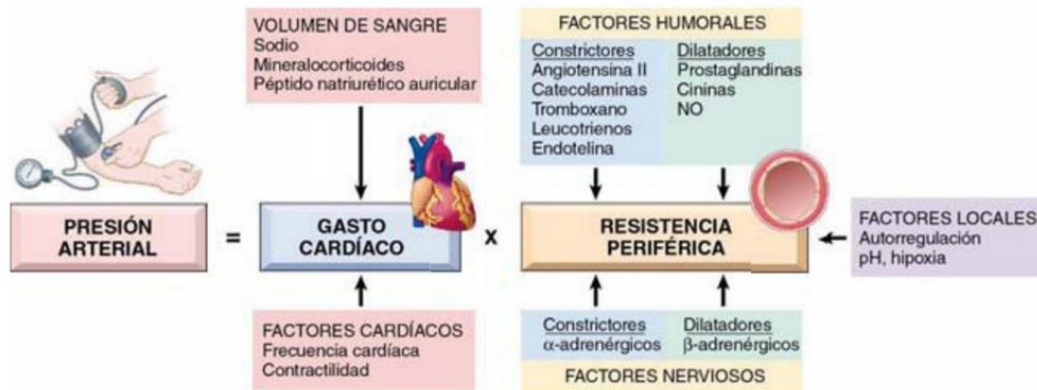 VOLUMEN DE SANGRE
Sodio
Mineralocorticoides
Péptido natriurético auricular
FACTORES HUMORALES
Constrictores
Angiotensina II
Catecolaminas
Tromboxano
Leucotrienos
Endotelina
Dilatadores
Prostaglandinas
Cininas
NO
PRESIÓN
ARTERIAL
=
GASTO
CARDÍACO
X
RESISTENCIA
PERIFÉRICA
FACTORES LOCALES
Autorregulación
pH, hipoxia
FACTORES CARDÍACOS
Frecuencia cardíaca
Contractilidad
Constrictores
α-adrenérgicos
Dilatadores
β-adrenérgicos
FACTORES NERVIOSOS